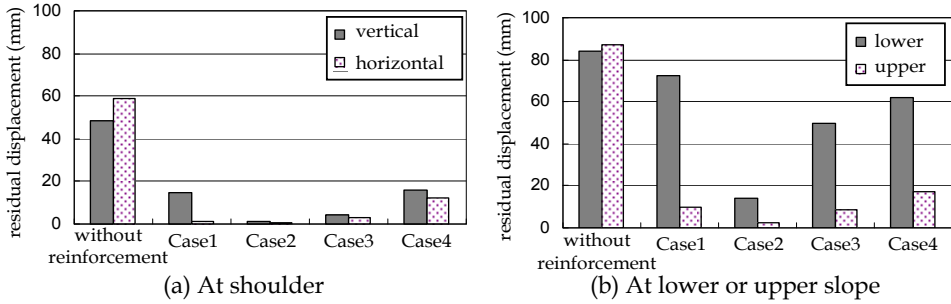 residual displacement (mm)
100
80
60
40
20
0
vertical
horizontal
without
reinforcement
Case1
Case2
Case3
Case4
(a) At shoulder
residual displacement (mm)
100
80
60
40
20
0
lower
upper
without
reinforcement
Case1
Case2
Case3
Case4
(b) At lower or upper slope